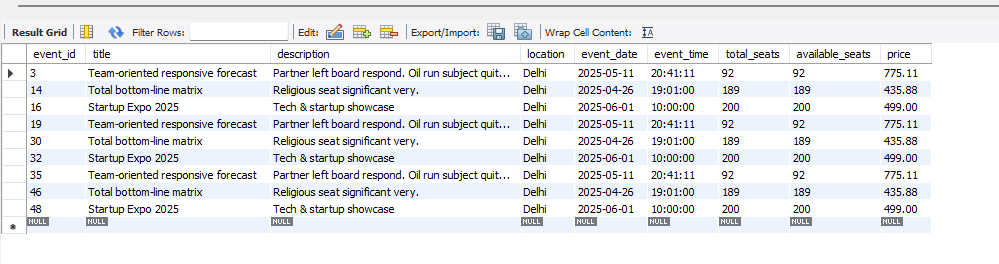 Result Grid Filter Rows: Edit: Export/Import: Wrap Cell Content:
event_id title description location event_date event_time total_seats available_seats price
3 Team-oriented responsive forecast Partner left board respond. Oil run subject quit... Delhi 2025-05-11 20:41:11 92 92 775.11
14 Total bottom-line matrix Religious seat significant very. Delhi 2025-04-26 19:01:00 189 189 435.88
16 Startup Expo 2025 Tech & startup showcase Delhi 2025-06-01 10:00:00 200 200 499.00
19 Team-oriented responsive forecast Partner left board respond. Oil run subject quit... Delhi 2025-05-11 20:41:11 92 92 775.11
30 Total bottom-line matrix Religious seat significant very. Delhi 2025-04-26 19:01:00 189 189 435.88
32 Startup Expo 2025 Tech & startup showcase Delhi 2025-06-01 10:00:00 200 200 499.00
35 Team-oriented responsive forecast Partner left board respond. Oil run subject quit... Delhi 2025-05-11 20:41:11 92 92 775.11
46 Total bottom-line matrix Religious seat significant very. Delhi 2025-04-26 19:01:00 189 189 435.88
48 Startup Expo 2025 Tech & startup showcase Delhi 2025-06-01 10:00:00 200 200 499.00
NULL NULL NULL NULL NULL NULL NULL NULL NULL